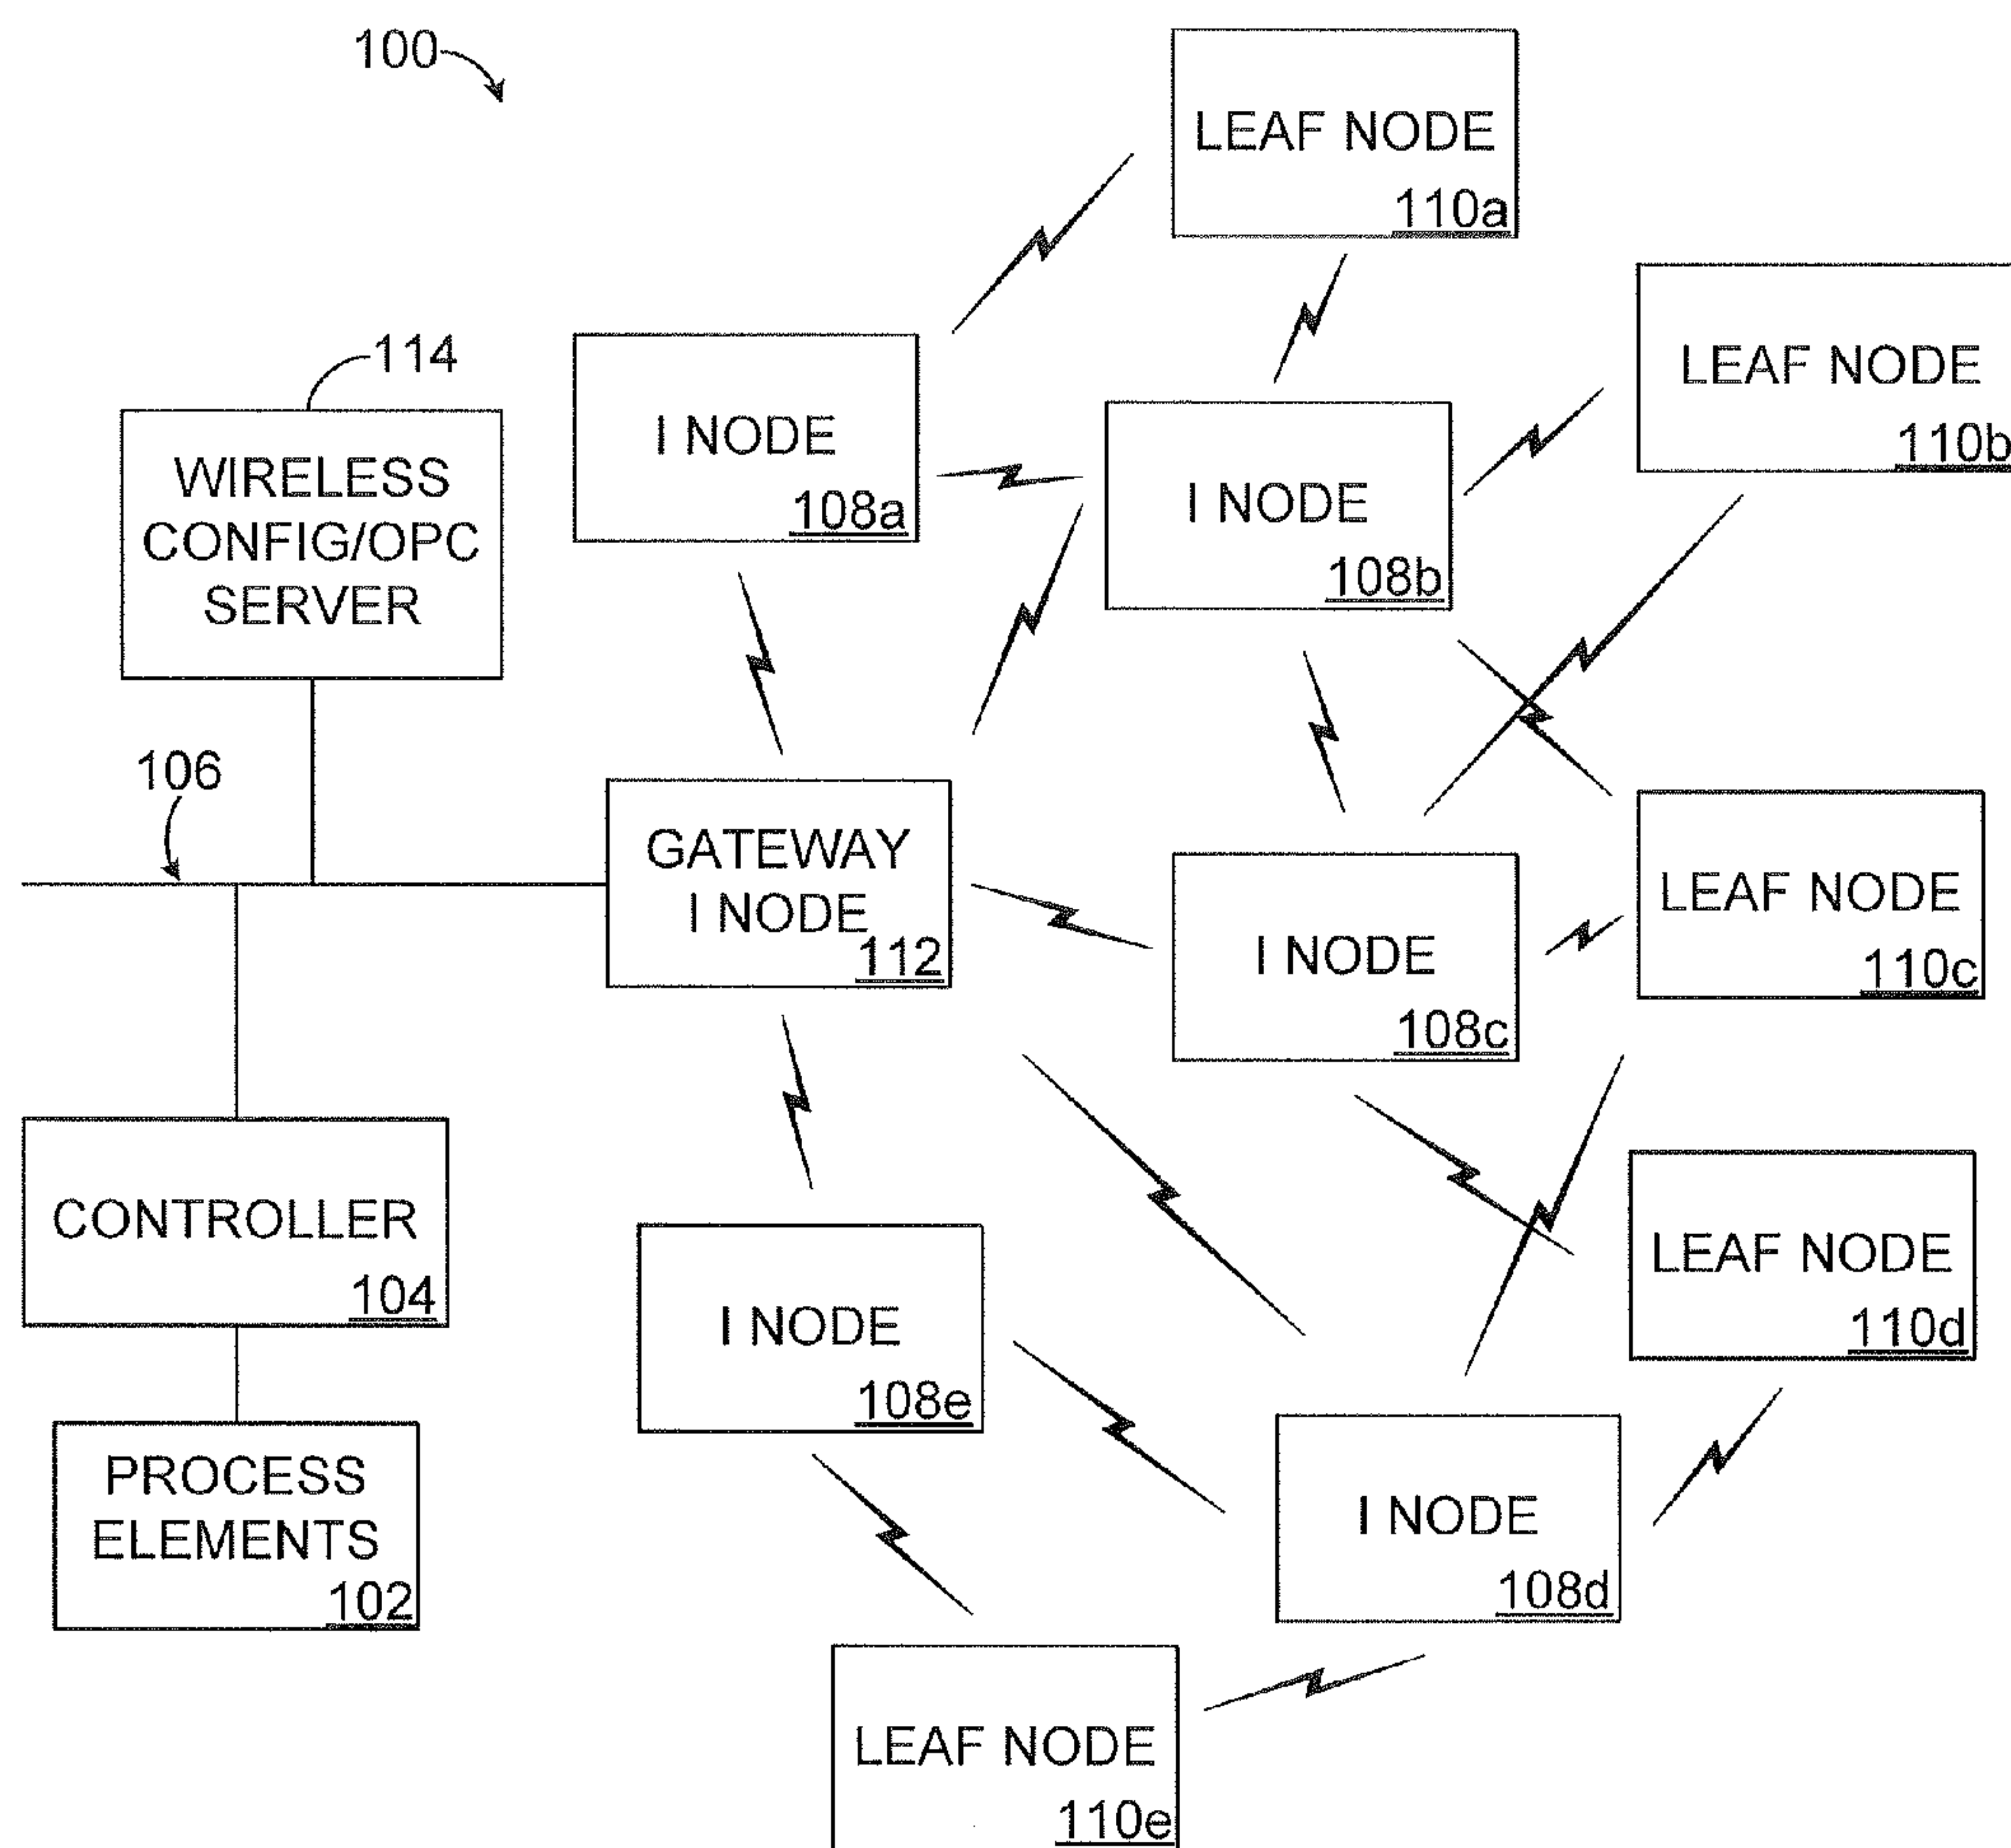 100
LEAF NODE
110a
LEAF NODE
110b
114
I NODE
108a
WIRELESS
CONFIG/OPC
SERVER
I NODE
108b
106
GATEWAY
I NODE
112
LEAF NODE
110c
I NODE
108c
CONTROLLER
104
LEAF NODE
110d
I NODE
108e
PROCESS
ELEMENTS
102
I NODE
108d
LEAF NODE
110e